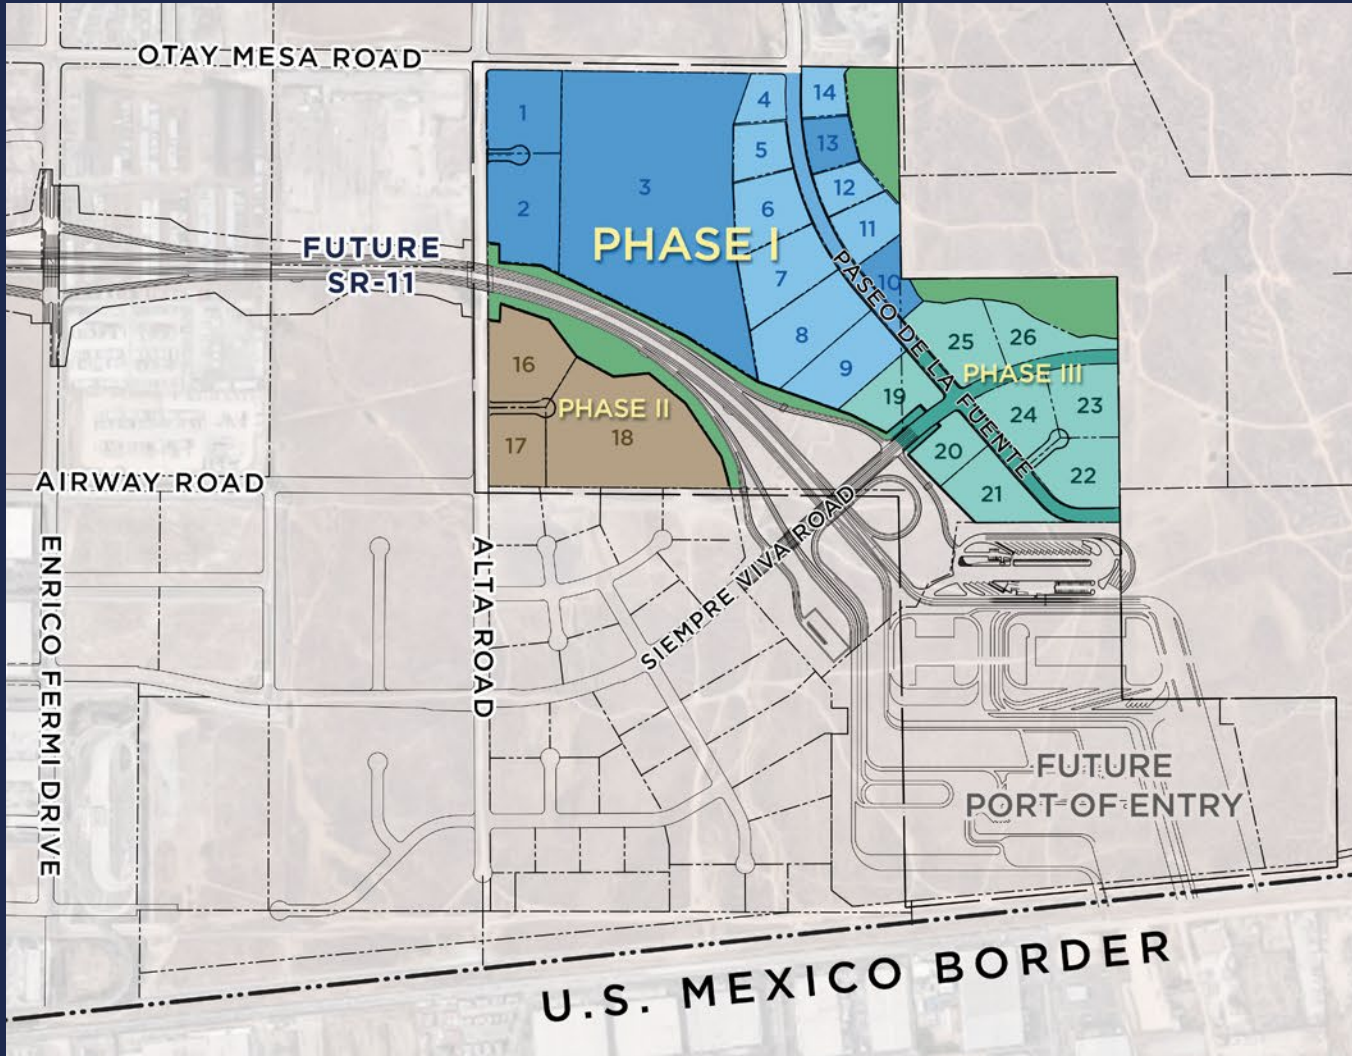 OTAY MESA ROAD
1
2
3
4
5
6
7
8
9
10
11
12
13
14
PHASE I
PASEO DE LA FUENTE
FUTURE
SR-11
16
17
18
PHASE II
19
20
21
22
23
24
25
26
PHASE III
AIRWAY ROAD
ENRICO FERMI DRIVE
ALTA ROAD
SIEMPRE VIVA ROAD
FUTURE
PORT OF ENTRY
U.S. MEXICO BORDER